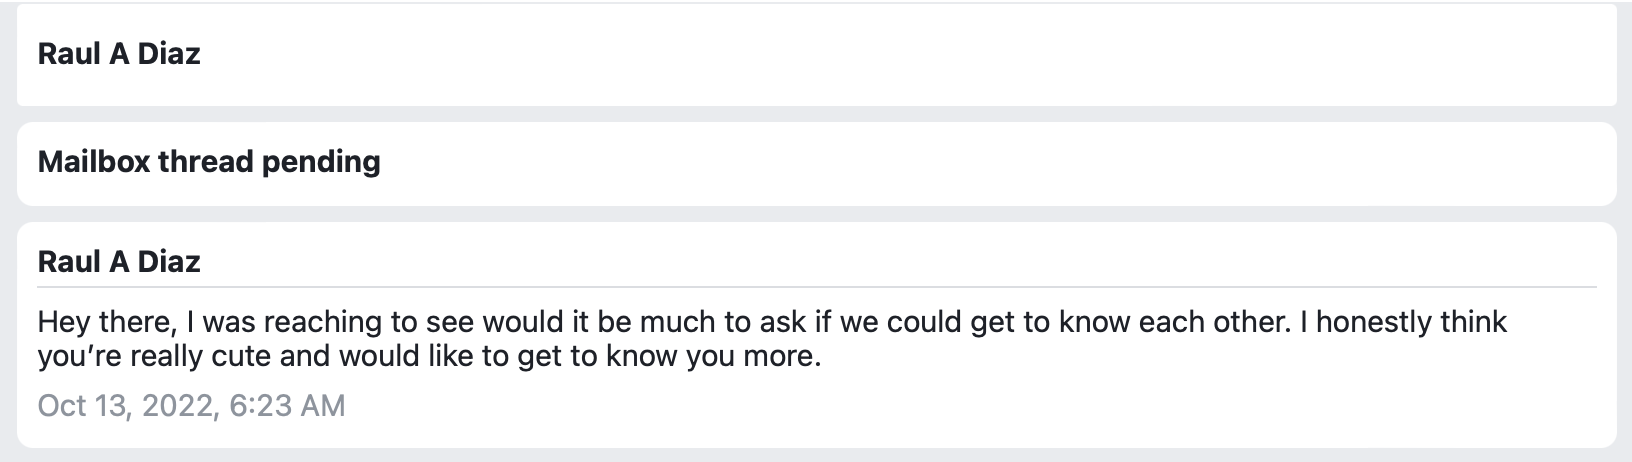 Raul A Diaz
Mailbox thread pending
Raul A Diaz
Hey there, I was reaching to see would it be much to ask if we could get to know each other. I honestly think
you’re really cute and would like to get to know you more.
Oct 13, 2022, 6:23 AM